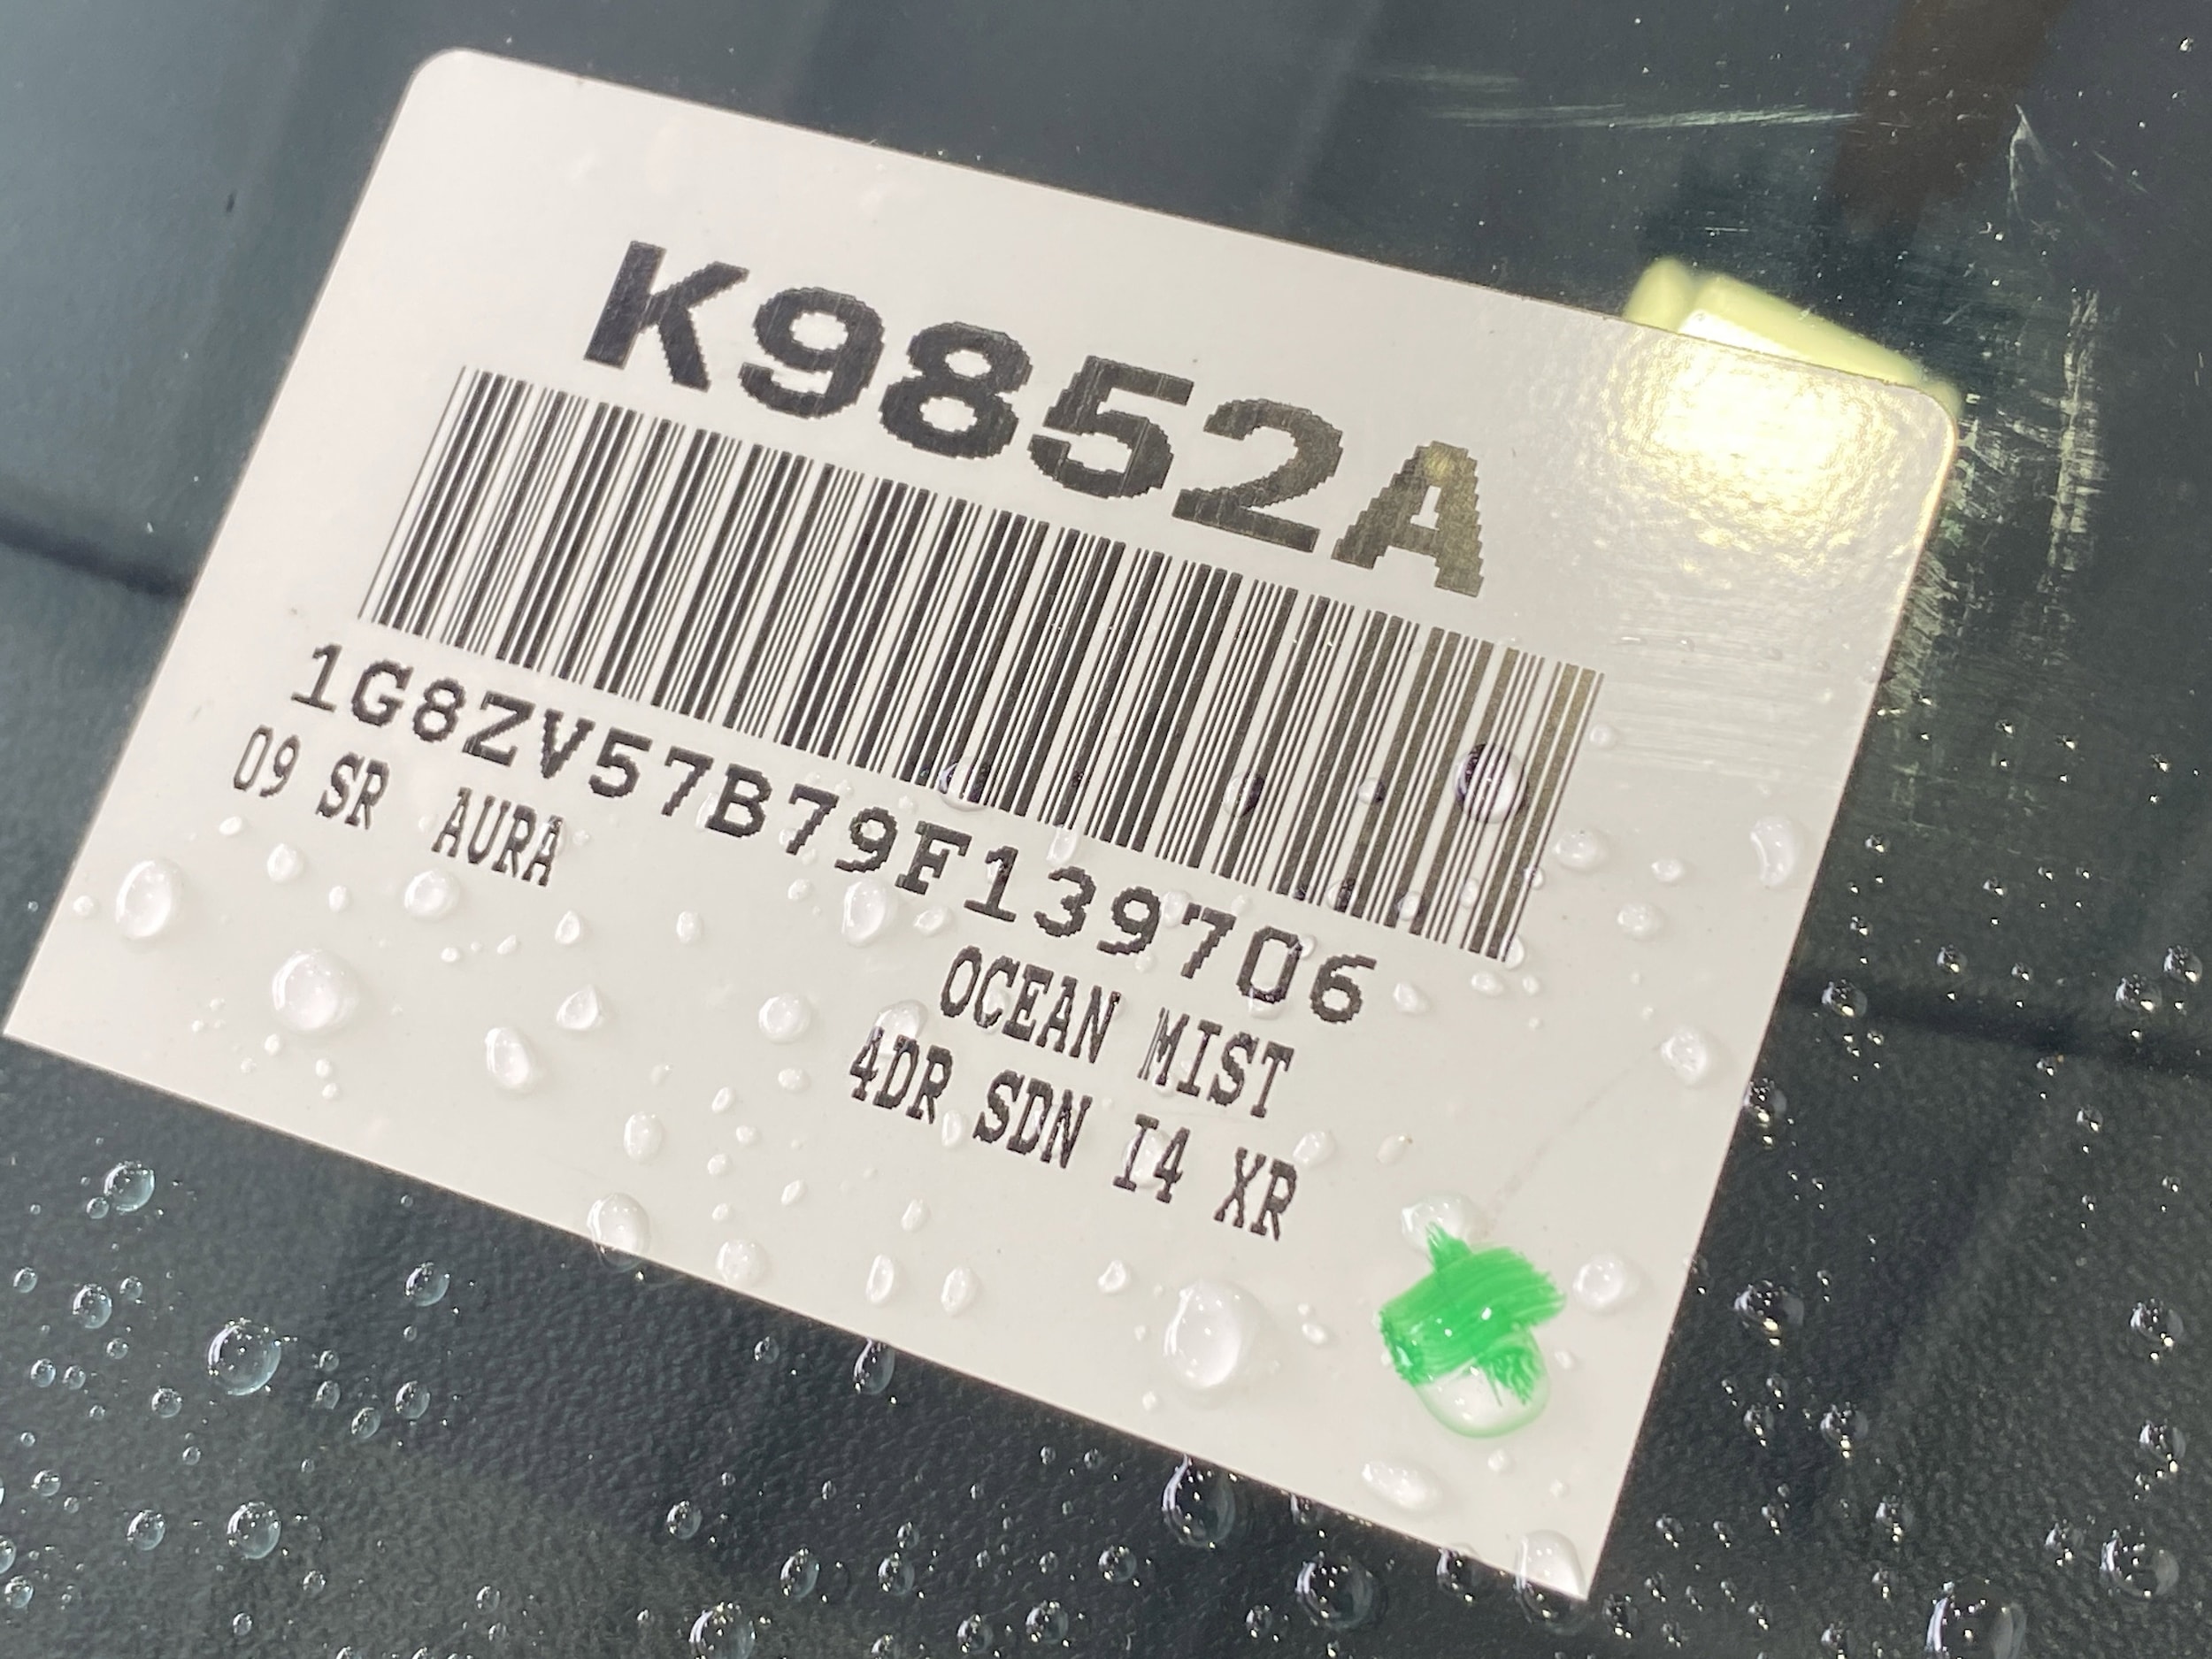 K9852A
1G8ZV57B79F139706
09 SR AURA
OCEAN MIST
4DR SDN I4 XR